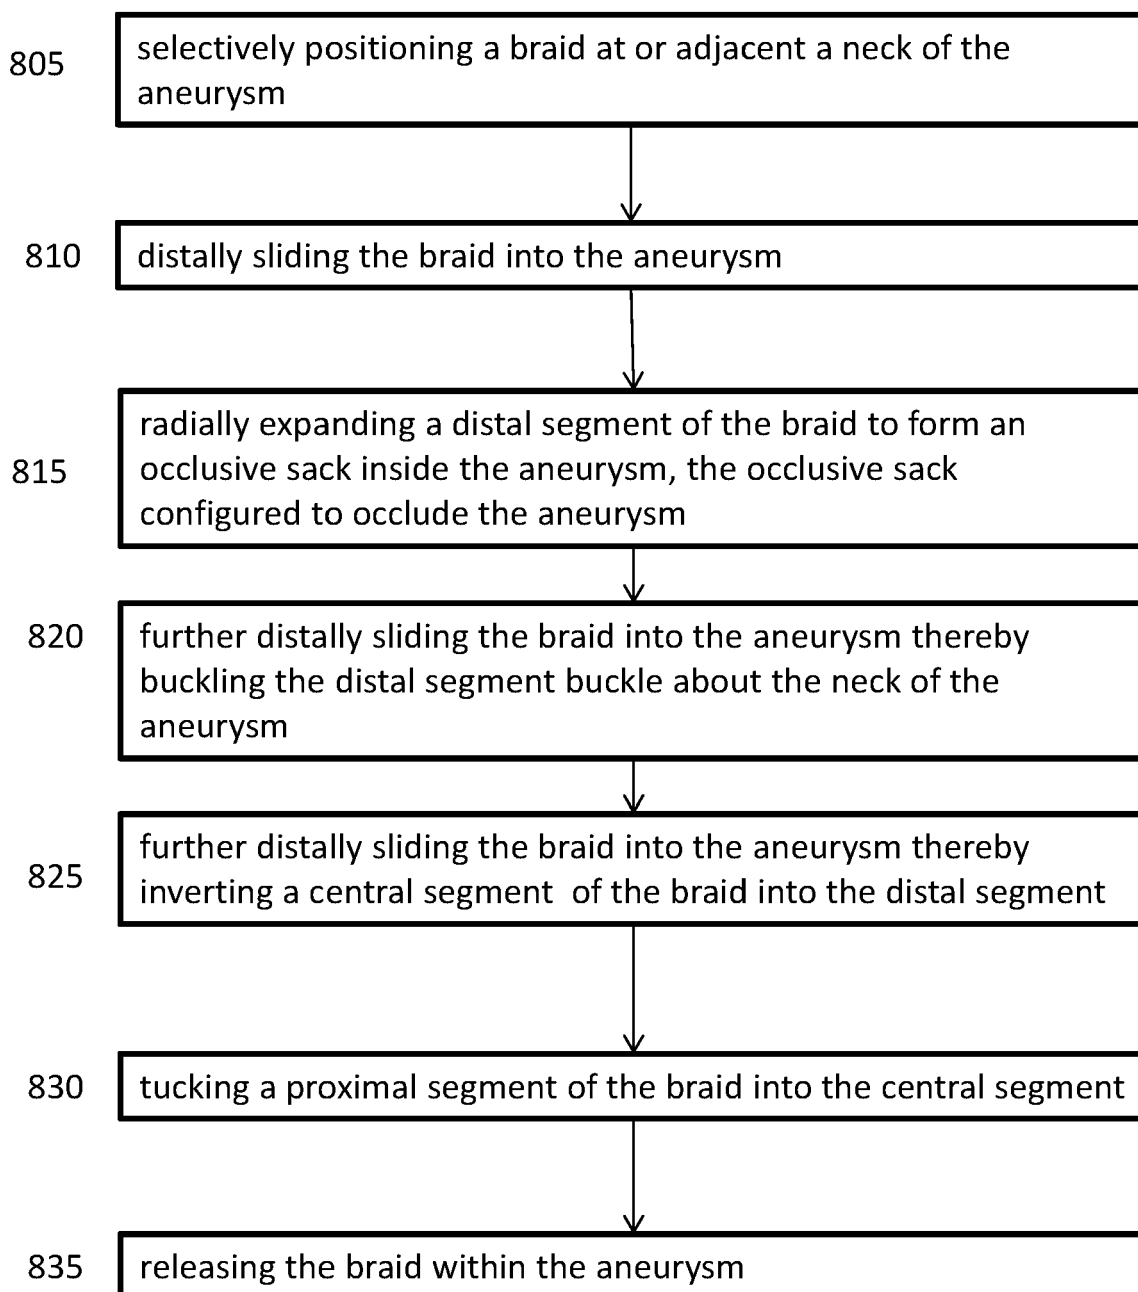 805
selectively positioning a braid at or adjacent a neck of the
aneurysm
810
distally sliding the braid into the aneurysm
815
radially expanding a distal segment of the braid to form an
occlusive sack inside the aneurysm, the occlusive sack
configured to occlude the aneurysm
820
further distally sliding the braid into the aneurysm thereby
buckling the distal segment buckle about the neck of the
aneurysm
825
further distally sliding the braid into the aneurysm thereby
inverting a central segment  of the braid into the distal segment
830
tucking a proximal segment of the braid into the central segment
835
releasing the braid within the aneurysm